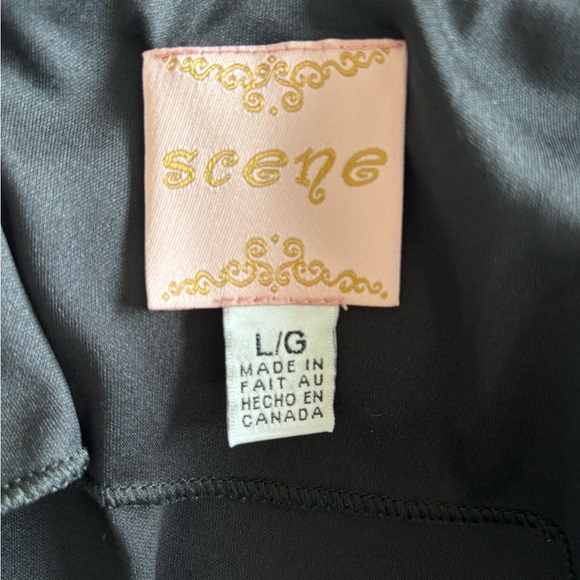 scene
L/G
MADE IN
FAIT AU
HECHO EN
CANADA